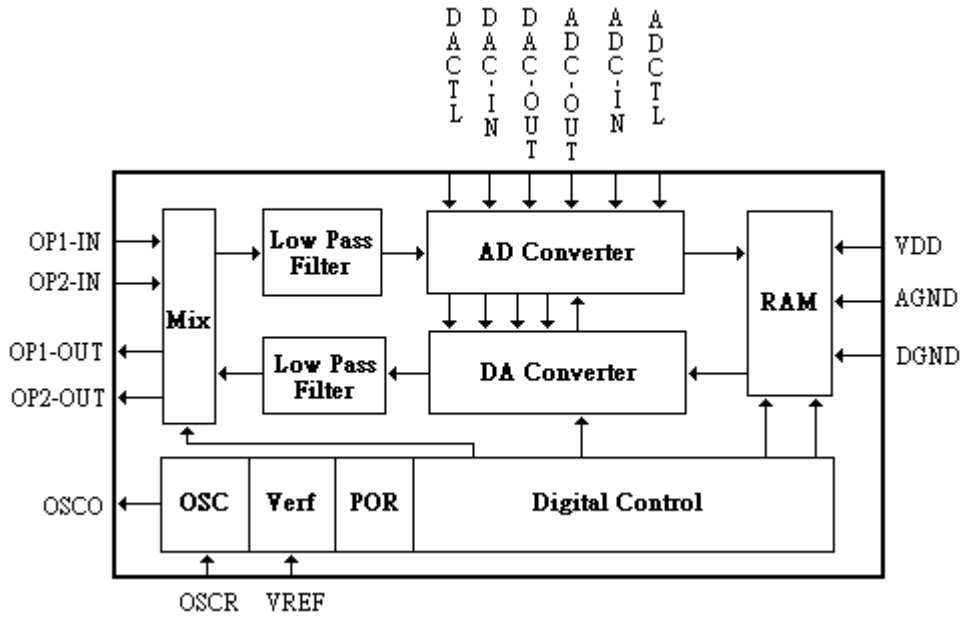 DACTL
DAC-IN
DAC-OUT
ADC-OUT
ADC-IN
ADCTL
OP1-IN
OP2-IN
OP1-OUT
OP2-OUT
OSCO
Mix
Low Pass
Filter
AD Converter
Low Pass
Filter
DA Converter
RAM
VDD
AGND
DGND
OSC
Verf
POR
Digital Control
OSCR
VREF